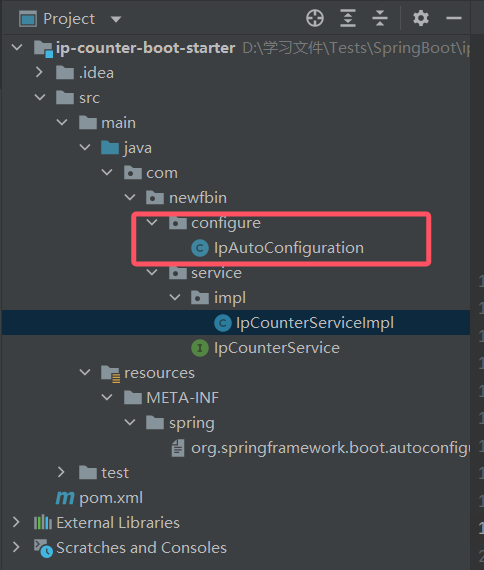 Project
ip-counter-boot-starter D:\学习文件\Tests\SpringBoot\ip
.idea
src
main
java
com
newfbin
configure
C IpAutoConfiguration
service
impl
C IpCounterServiceImpl
I IpCounterService
resources
META-INF
spring
org.springframework.boot.autoconfig
test
m pom.xml
External Libraries
Scratches and Consoles